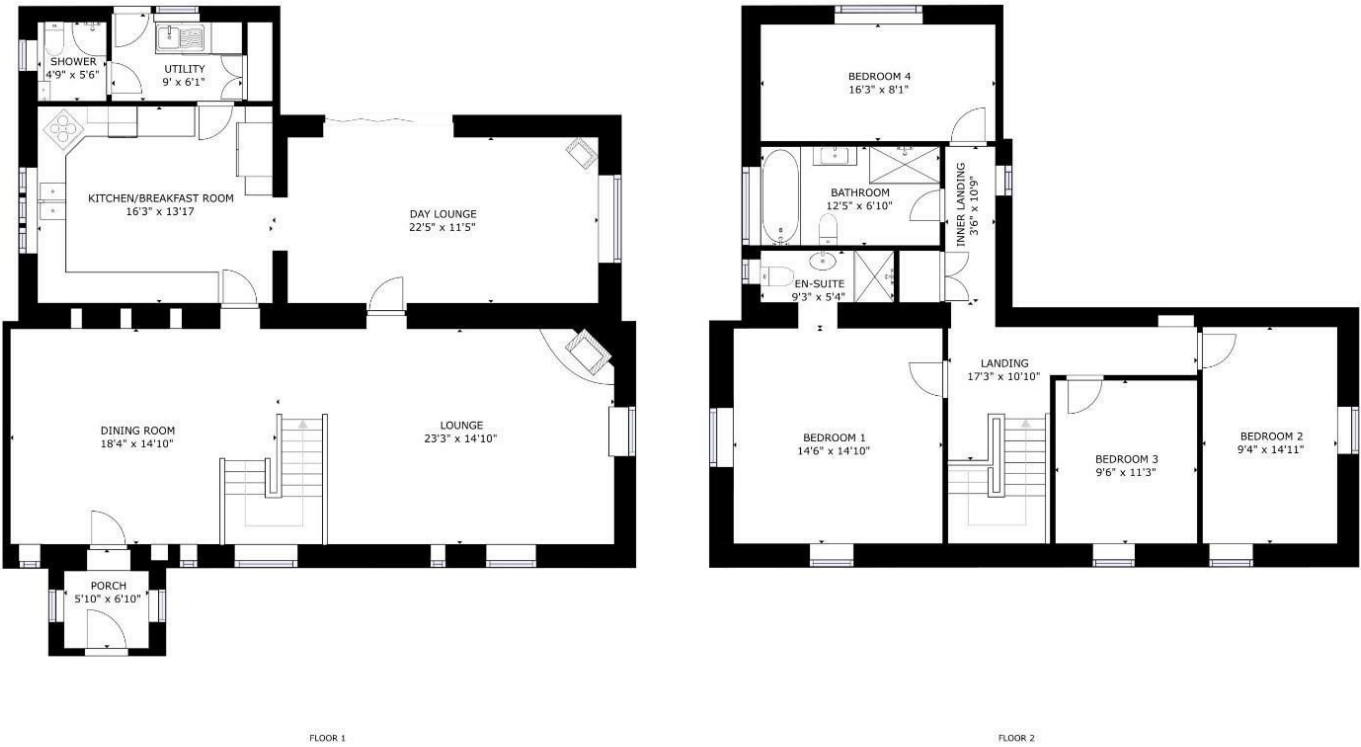 SHOWER
4'9" x 5'6"
UTILITY
9' x 6'1"
KITCHEN/BREAKFAST ROOM
16'3" x 13'17
DAY LOUNGE
22'5" x 11'5"
DINING ROOM
18'4" x 14'10"
LOUNGE
23'3" x 14'10"
PORCH
5'10" x 6'10"
FLOOR 1
BEDROOM 4
16'3" x 8'1"
BATHROOM
12'5" x 6'10"
INNER LANDING
3'6" x 10'9"
EN-SUITE
9'3" x 5'4"
LANDING
17'3" x 10'10"
BEDROOM 1
14'6" x 14'10"
BEDROOM 3
9'6" x 11'3"
BEDROOM 2
9'4" x 14'11"
FLOOR 2